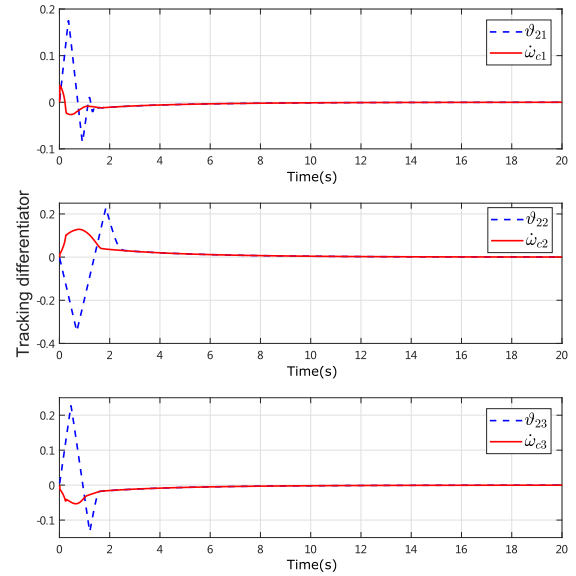 0.2
0.1
0
-0.1
0 2 4 6 8 10 12 14 16 18 20
Time(s)
ϑ21
ω̇c1
Tracking differentiator
0.2
0
-0.2
-0.4
0 2 4 6 8 10 12 14 16 18 20
Time(s)
ϑ22
ω̇c2
0.2
0.1
0
-0.1
0 2 4 6 8 10 12 14 16 18 20
Time(s)
ϑ23
ω̇c3